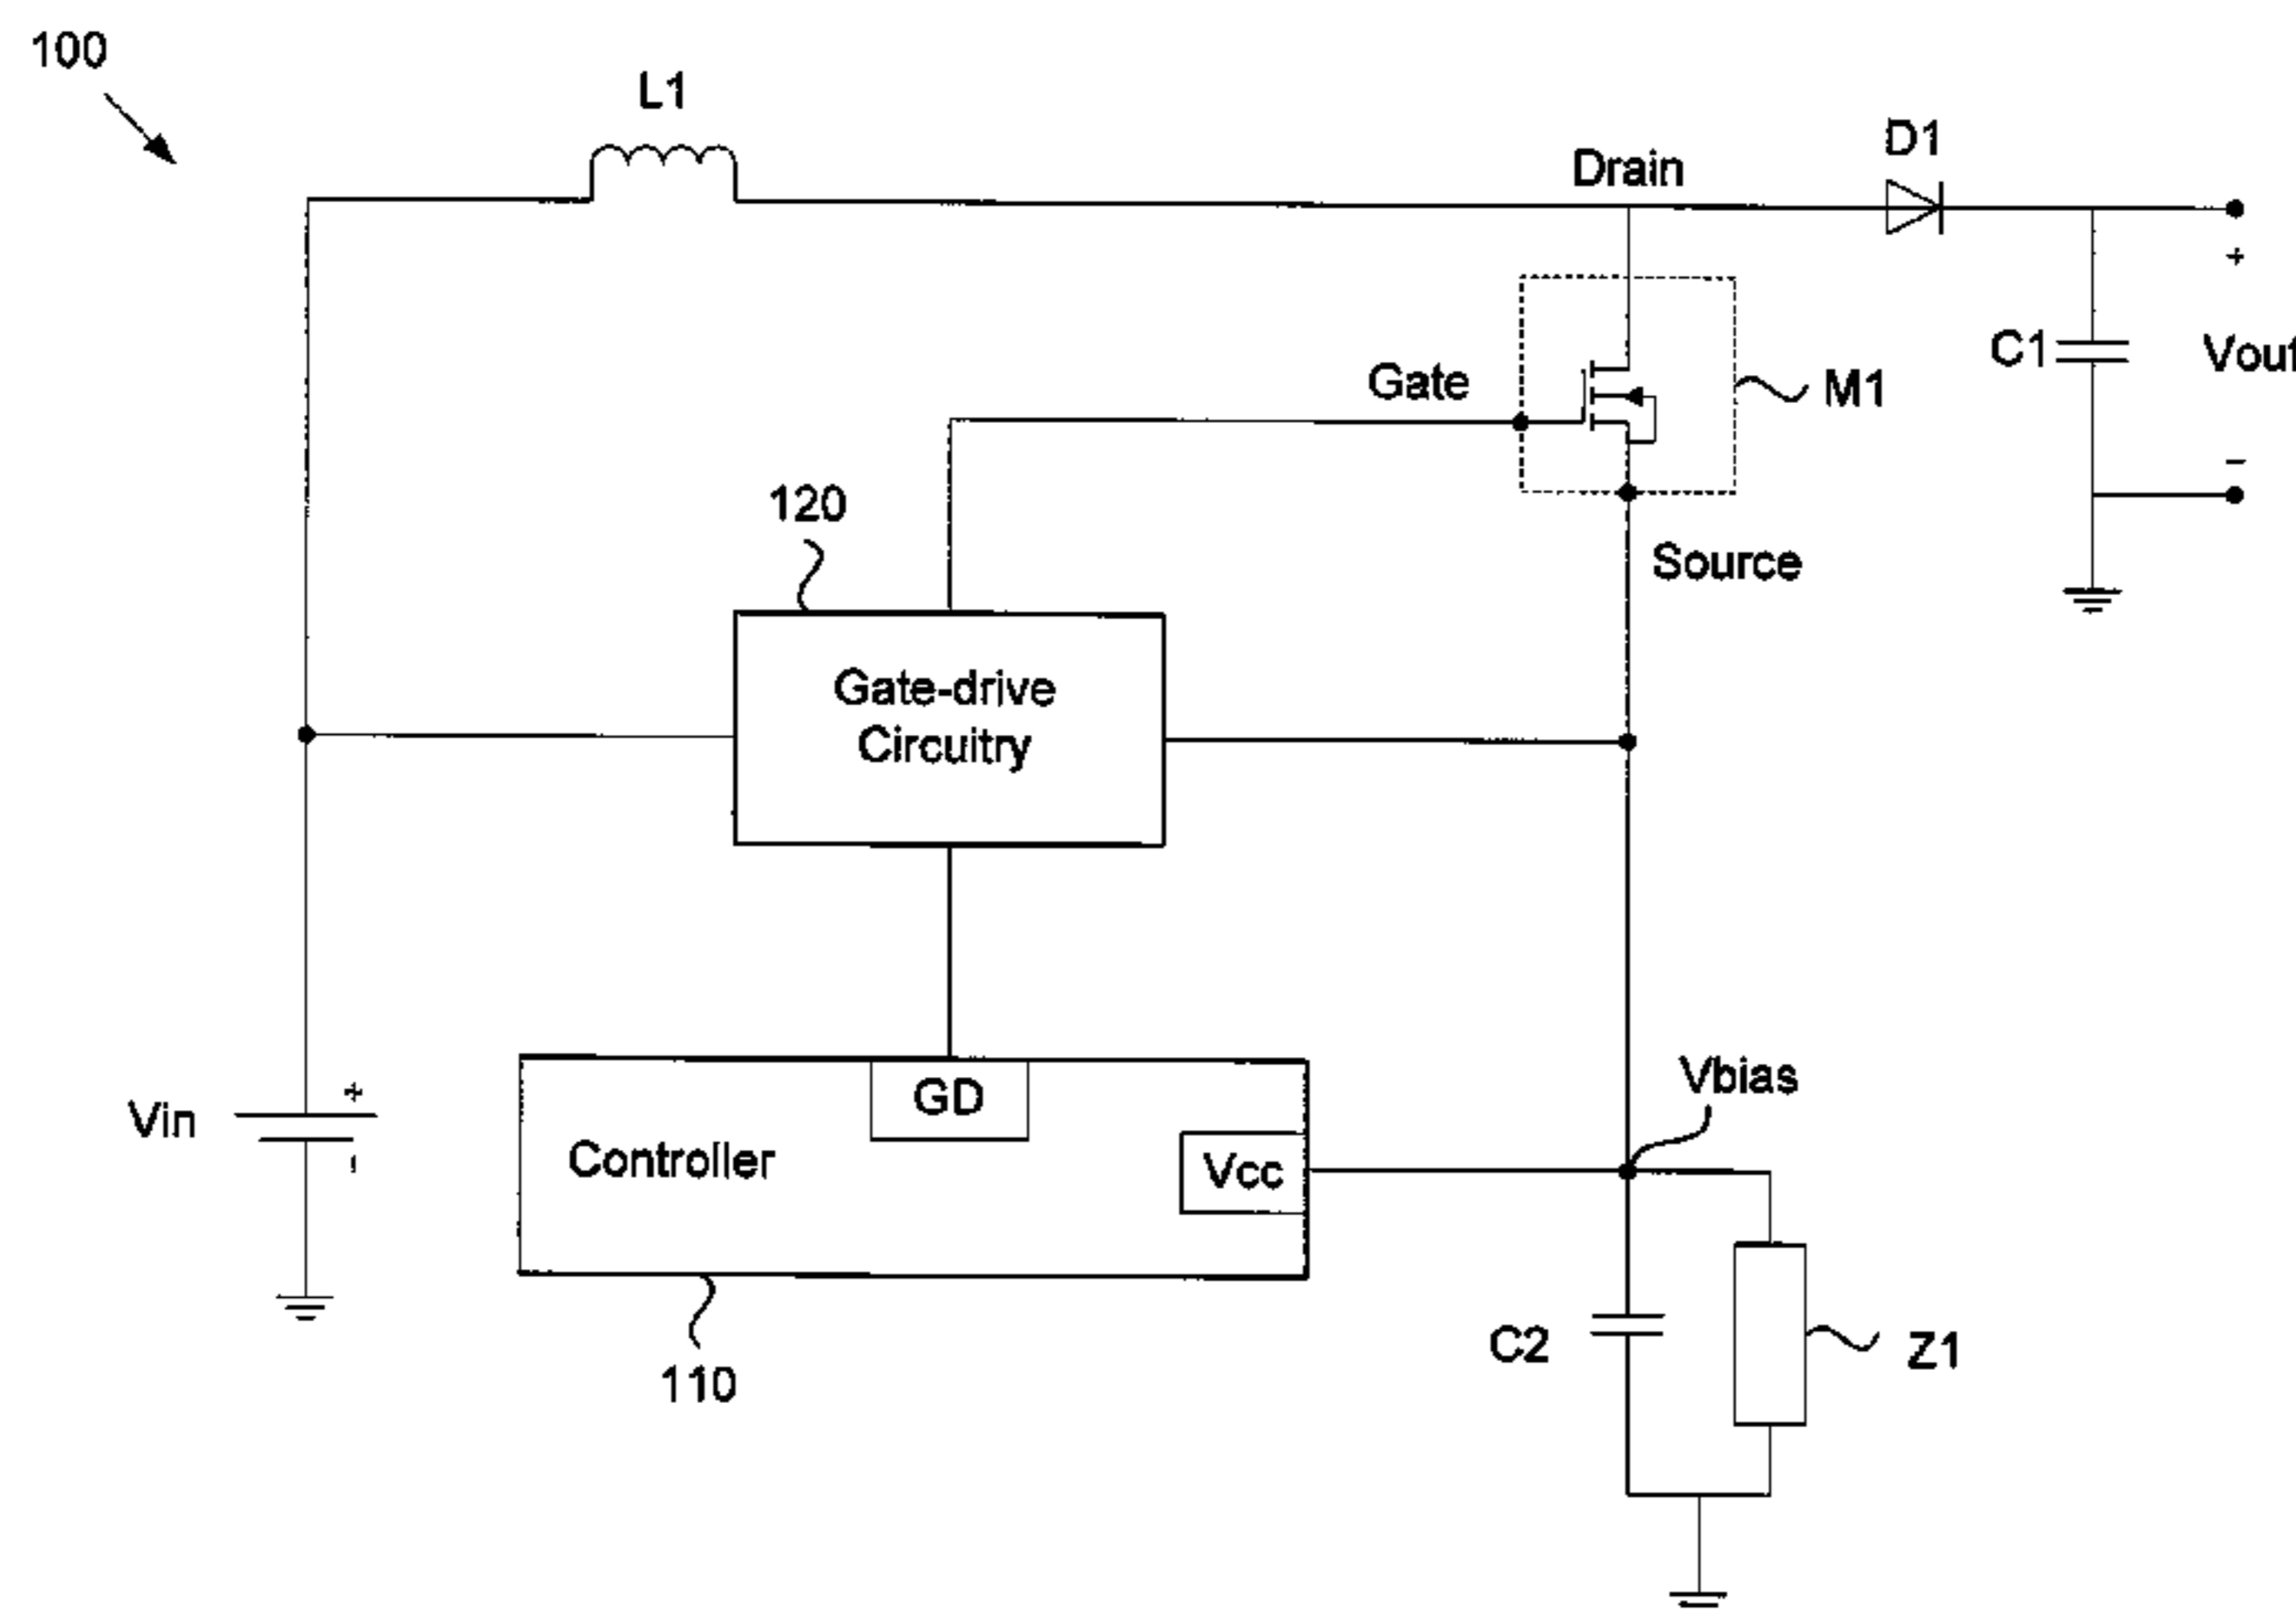 100
L1
D1
Drain
C1
Vout
+
−
Gate
M1
120
Source
Gate-drive
Circuitry
Vbias
GD
Vcc
Controller
Vin
+
-
C2
Z1
110